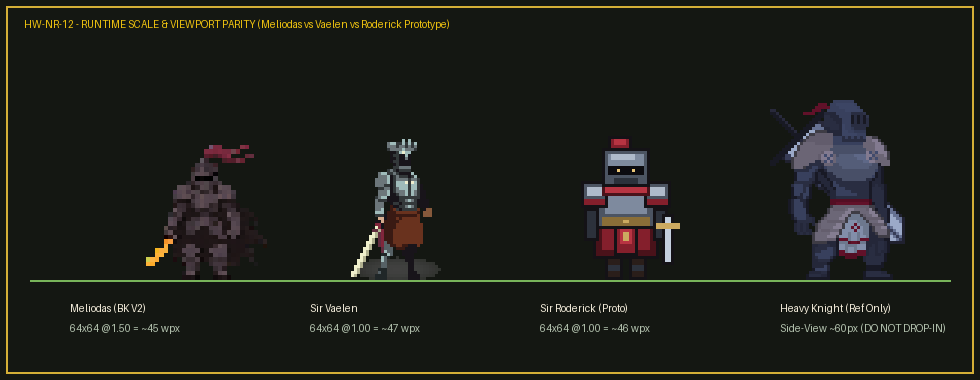 HW-NR-12 - RUNTIME SCALE & VIEWPORT PARITY (Meliodas vs Vaelen vs Roderick Prototype)
Meliodas (BK V2)
64x64 @1.50 = ~45 wpx
Sir Vaelen
64x64 @1.00 = ~47 wpx
Sir Roderick (Proto)
64x64 @1.00 = ~46 wpx
Heavy Knight (Ref Only)
Side-View ~60px (DO NOT DROP-IN)